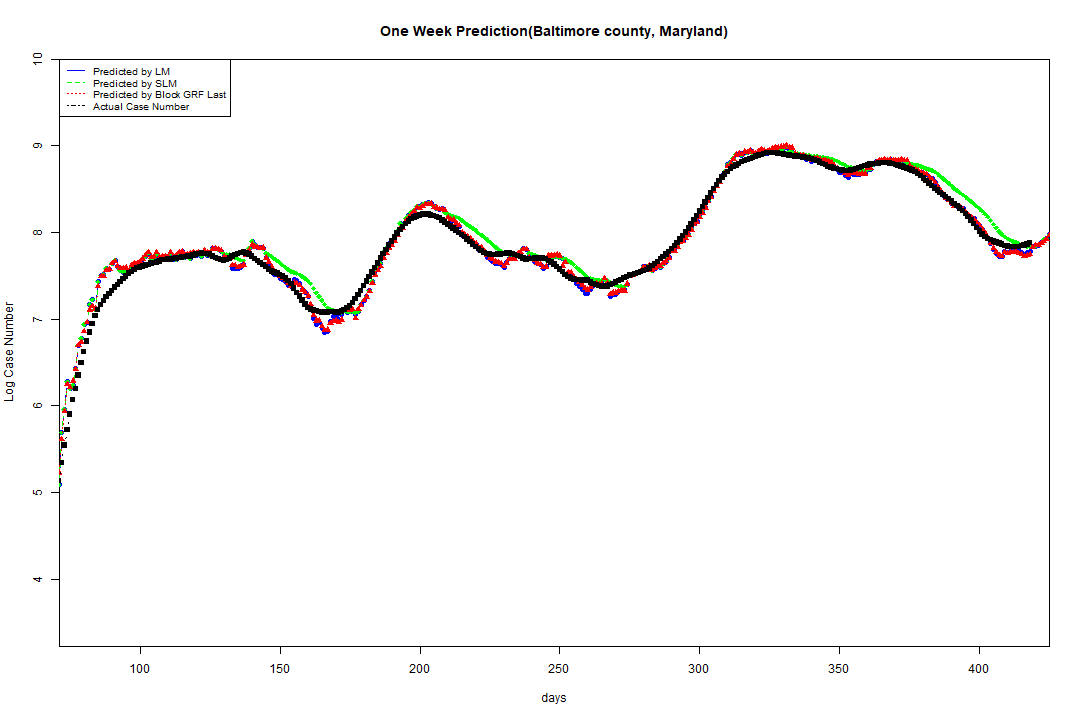 One Week Prediction(Baltimore county, Maryland)
Predicted by LM
Predicted by SLM
Predicted by Block GRF Last
Actual Case Number
10
9
8
7
6
5
4
Log Case Number
100 150 200 250 300 350 400
days